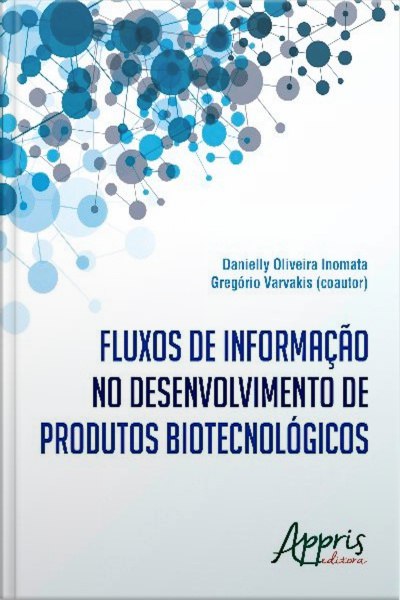 Danielly Oliveira Inomata
Gregório Varvakis (coautor)
FLUXOS DE INFORMAÇÃO
NO DESENVOLVIMENTO DE
PRODUTOS BIOTECNOLÓGICOS
Appris
editora